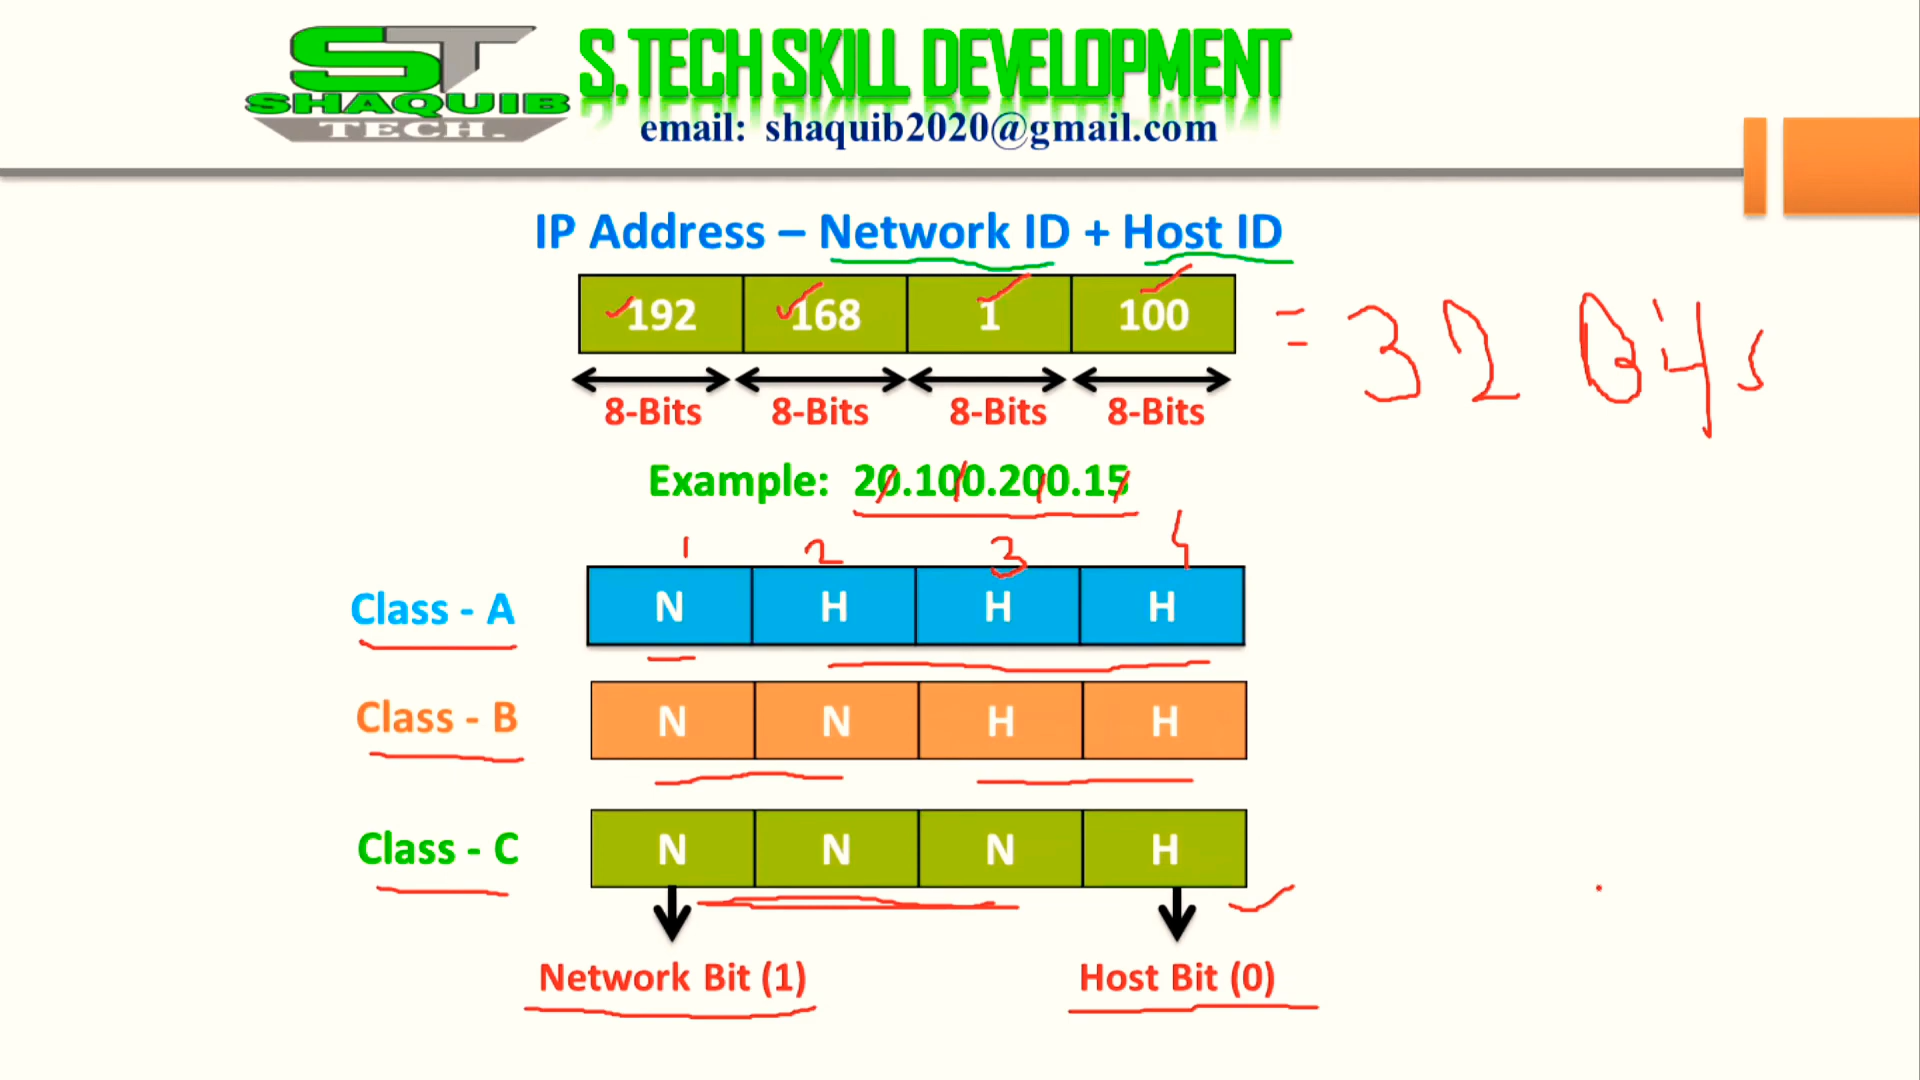 ST
SHAQUIB
TECH.
S.TECH SKILL DEVELOPMENT
email: shaquib2020@gmail.com
IP Address – Network ID + Host ID
192 168 1 100 = 32 Bits
8-Bits 8-Bits 8-Bits 8-Bits
Example: 20.100.200.15
1 2 3 4
Class - A N H H H
Class - B N N H H
Class - C N N N H
Network Bit (1) Host Bit (0)